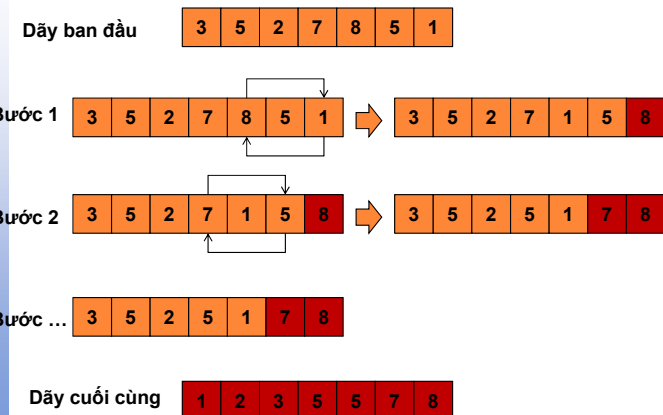 Dãy ban đầu 3 5 2 7 8 5 1
Bước 1 3 5 2 7 8 5 1 3 5 2 7 1 5 8
Bước 2 3 5 2 7 1 5 8 3 5 2 5 1 7 8
Bước ... 3 5 2 5 1 7 8
Dãy cuối cùng 1 2 3 5 5 7 8